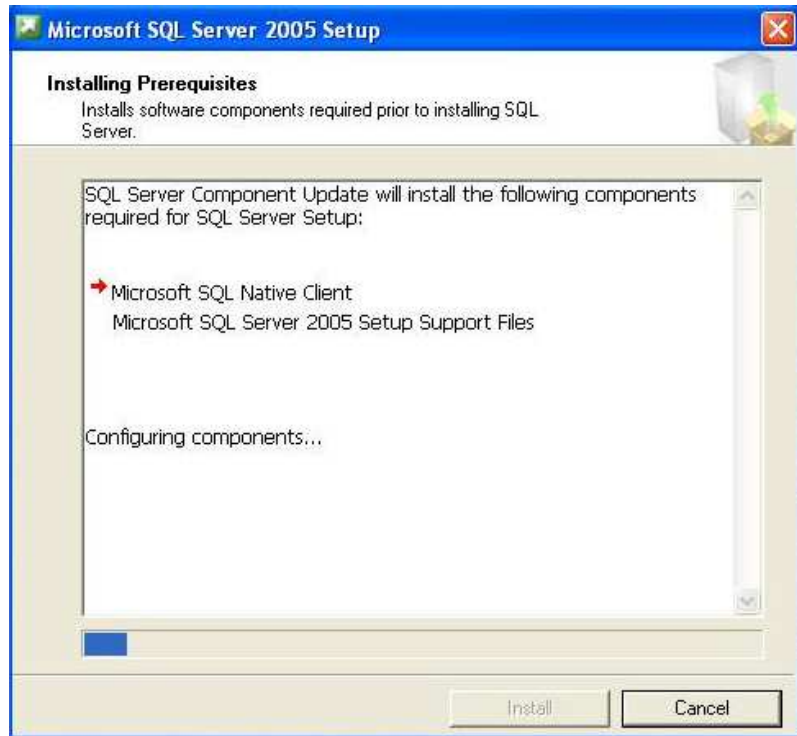 Microsoft SQL Server 2005 Setup
Installing Prerequisites
Installs software components required prior to installing SQL
Server.
SQL Server Component Update will install the following components
required for SQL Server Setup:
Microsoft SQL Native Client
Microsoft SQL Server 2005 Setup Support Files
Configuring components...
Install
Cancel